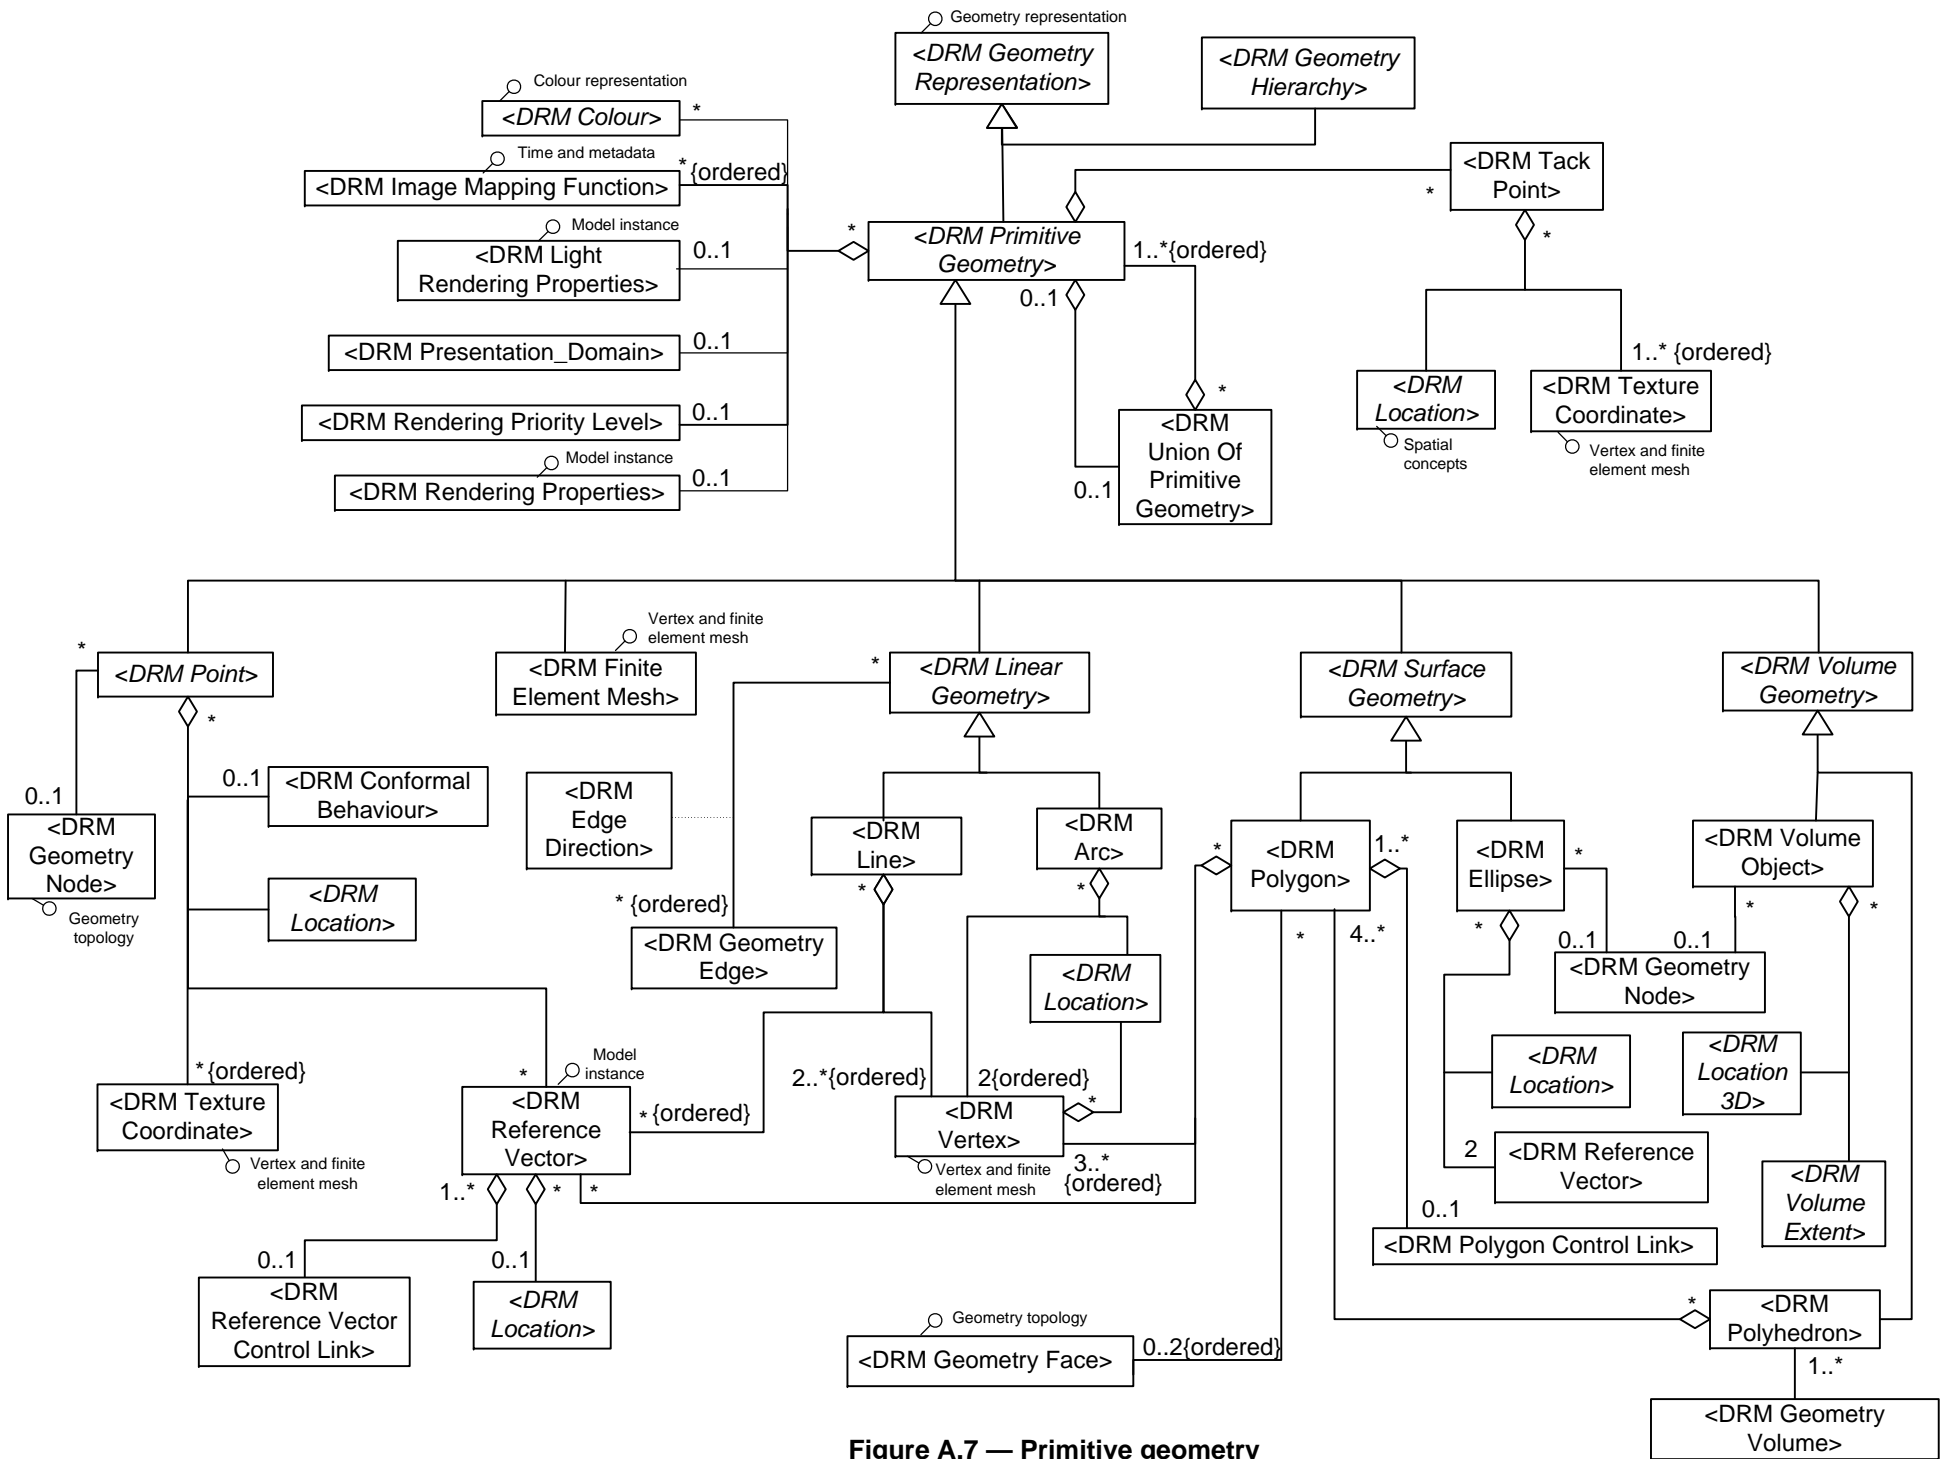 Geometry representation
<DRM Geometry
Representation>
<DRM Geometry
Hierarchy>
Colour representation
<DRM Colour>
*
Time and metadata
<DRM Image Mapping Function>
*
{ordered}
Model instance
<DRM Light
Rendering Properties>
0..1
<DRM Presentation_Domain>
0..1
<DRM Rendering Priority Level>
0..1
Model instance
<DRM Rendering Properties>
0..1
*
<DRM Primitive
Geometry>
1..*{ordered}
0..1
*
0..1
<DRM
Union Of
Primitive
Geometry>
<DRM Tack
Point>
*
*
1..* {ordered}
<DRM
Location>
Spatial
concepts
<DRM Texture
Coordinate>
Vertex and finite
element mesh
*
<DRM Point>
*
0..1
<DRM
Geometry
Node>
Geometry
topology
0..1
<DRM Conformal
Behaviour>
<DRM
Location>
* {ordered}
<DRM Texture
Coordinate>
Vertex and finite
element mesh
Vertex and finite
element mesh
<DRM Finite
Element Mesh>
*
<DRM Linear
Geometry>
<DRM
Edge
Direction>
* {ordered}
<DRM Geometry
Edge>
<DRM
Line>
*
<DRM
Arc>
*
<DRM
Location>
Model
instance
*
<DRM
Reference
Vector>
* {ordered}
2..*{ordered}
2{ordered}
<DRM
Vertex>
*
Vertex and finite
element mesh
3..*
{ordered}
1..*
*
*
0..1
<DRM
Reference Vector
Control Link>
0..1
<DRM
Location>
<DRM Surface
Geometry>
*
<DRM
Polygon>
1..*
*
4..*
<DRM
Ellipse>
*
*
0..1
0..1
<DRM Geometry
Node>
<DRM
Location>
2
<DRM Reference
Vector>
0..1
<DRM Polygon Control Link>
<DRM Volume
Geometry>
<DRM Volume
Object>
*
*
<DRM
Location
3D>
<DRM
Volume
Extent>
*
<DRM
Polyhedron>
1..*
<DRM Geometry
Volume>
Geometry topology
<DRM Geometry Face>
0..2{ordered}
Figure A.7 — Primitive geometry